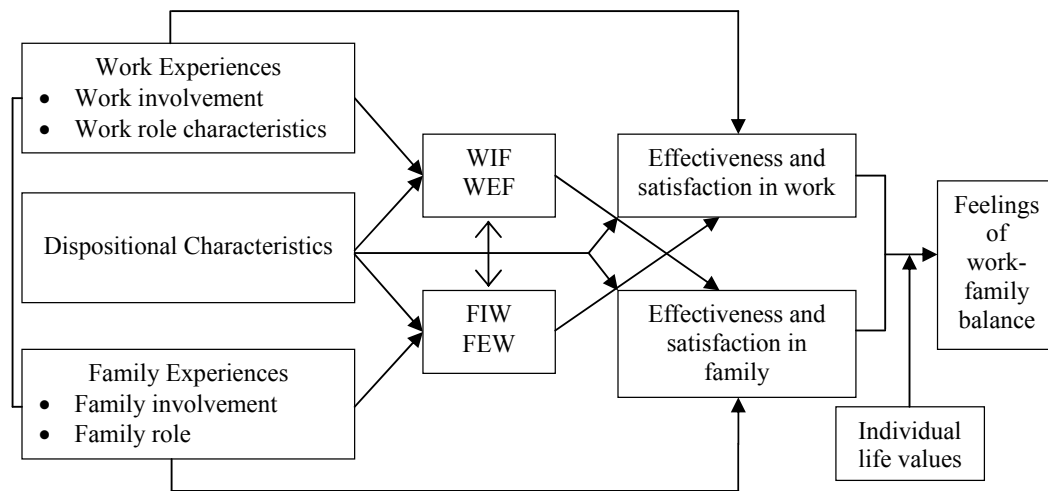 Work Experiences
• Work involvement
• Work role characteristics
Dispositional Characteristics
Family Experiences
• Family involvement
• Family role
WIF
WEF
FIW
FEW
Effectiveness and
satisfaction in work
Effectiveness and
satisfaction in
family
Individual
life values
Feelings
of
work-
family
balance